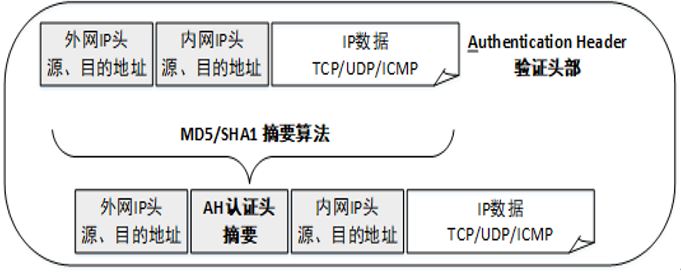 外网IP头
源、目的地址
内网IP头
源、目的地址
IP数据
TCP/UDP/ICMP
Authentication Header
验证头部
MD5/SHA1 摘要算法
外网IP头
源、目的地址
AH认证头
摘要
内网IP头
源、目的地址
IP数据
TCP/UDP/ICMP